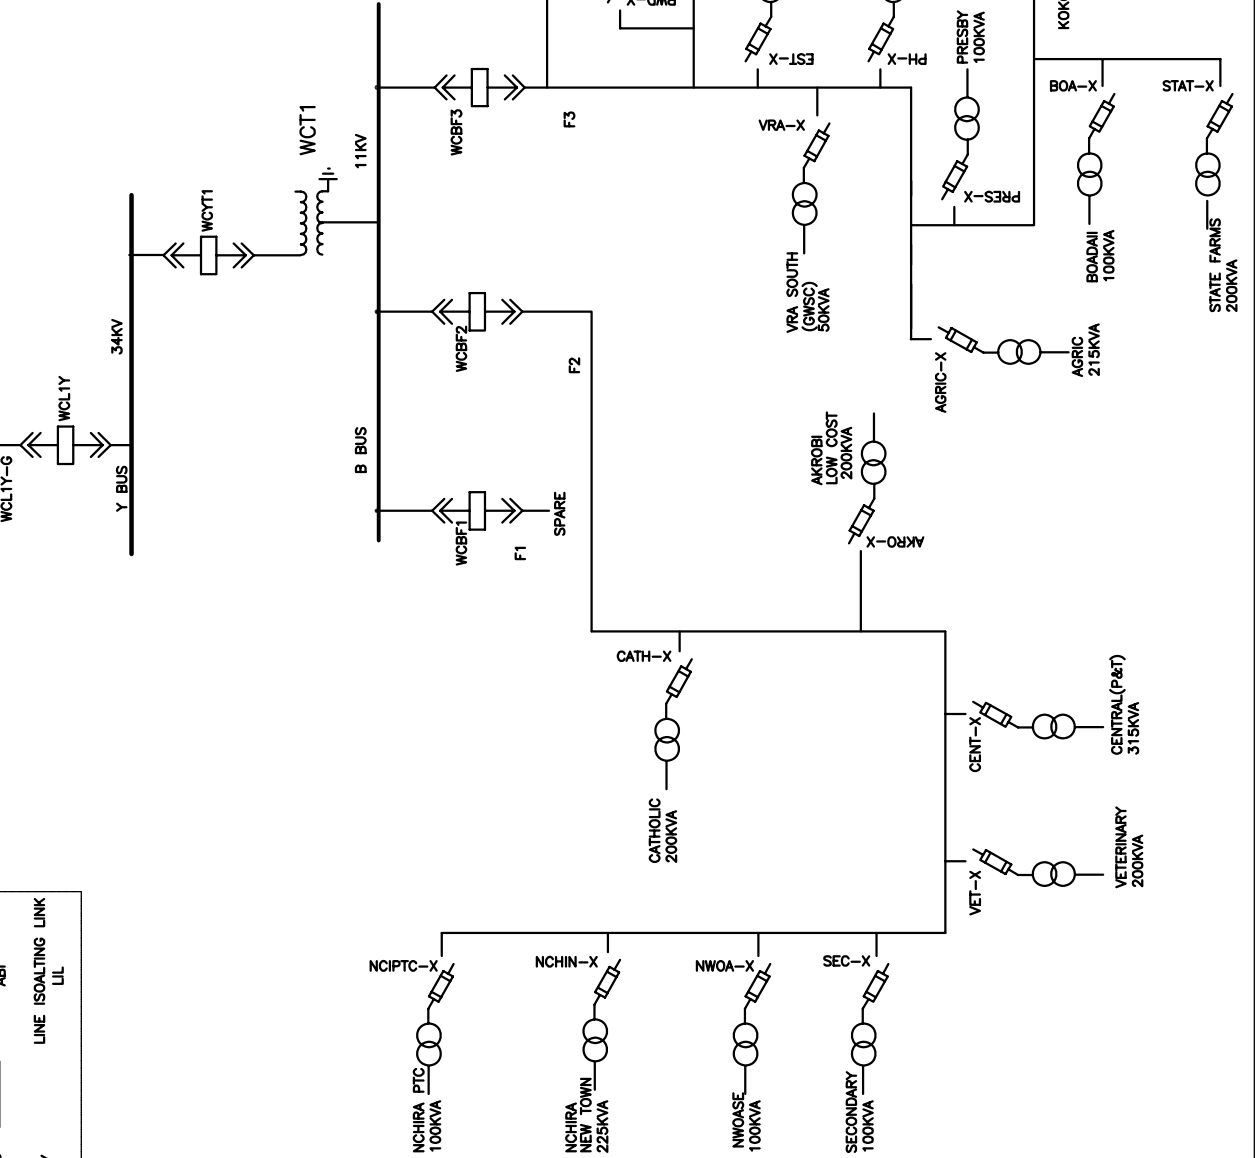 WCL1Y-G
WCL1Y
Y BUS
34KV
WCYT1
WCT1
11KV
B BUS
WCBF3
F3
WCBF2
F2
WCBF1
F1
SPARE
EST-X
PH-X
PRESBY
100KVA
PRES-X
VRA-X
VRA SOUTH
(GWSC)
50KVA
BOA-X
BOADAII
100KVA
STAT-X
STATE FARMS
200KVA
AGRIC-X
AGRIC
215KVA
AKROBI
LOW COST
200KVA
AKRO-X
CATH-X
CATHOLIC
200KVA
CENT-X
CENTRAL(P&T)
315KVA
VET-X
VETERINARY
200KVA
NCIPTC-X
NCHIRA PTC
100KVA
NCHIN-X
NCHIRA
NEW TOWN
225KVA
NWOA-X
NWOASE
100KVA
SEC-X
SECONDARY
100KVA
LINE ISOALTING LINK
LIL